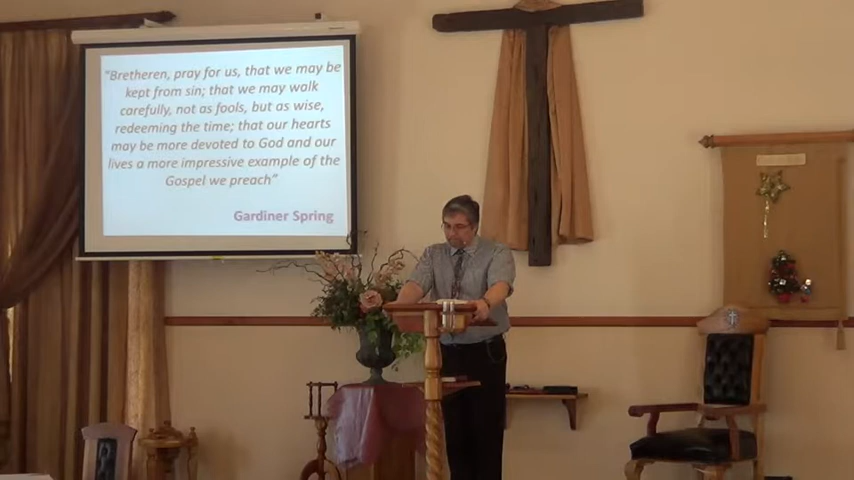 "Bretheren, pray for us, that we may be
kept from sin; that we may walk
carefully, not as fools, but as wise,
redeeming the time; that our hearts
may be more devoted to God and our
lives a more impressive example of the
Gospel we preach"
Gardiner Spring